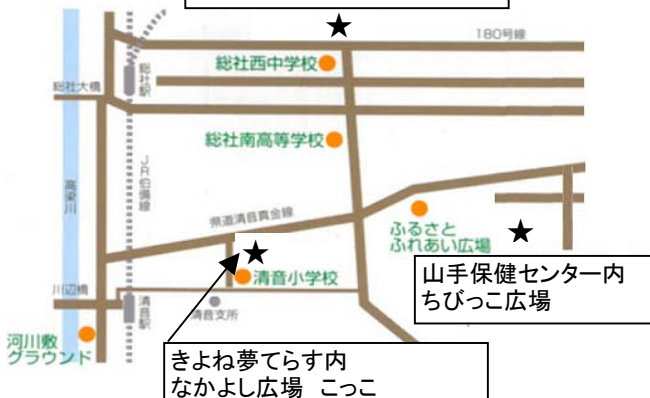 180号線
総社西中学校
総社駅
総社大橋
総社南高等学校
JR伯備線
高梁川
県道清音真金線
ふるさと
ふれあい広場
山手保健センター内
ちびっこ広場
清音小学校
川辺橋
清音駅
清音支所
河川敷
グラウンド
きよね夢てらす内
なかよし広場 こっこ